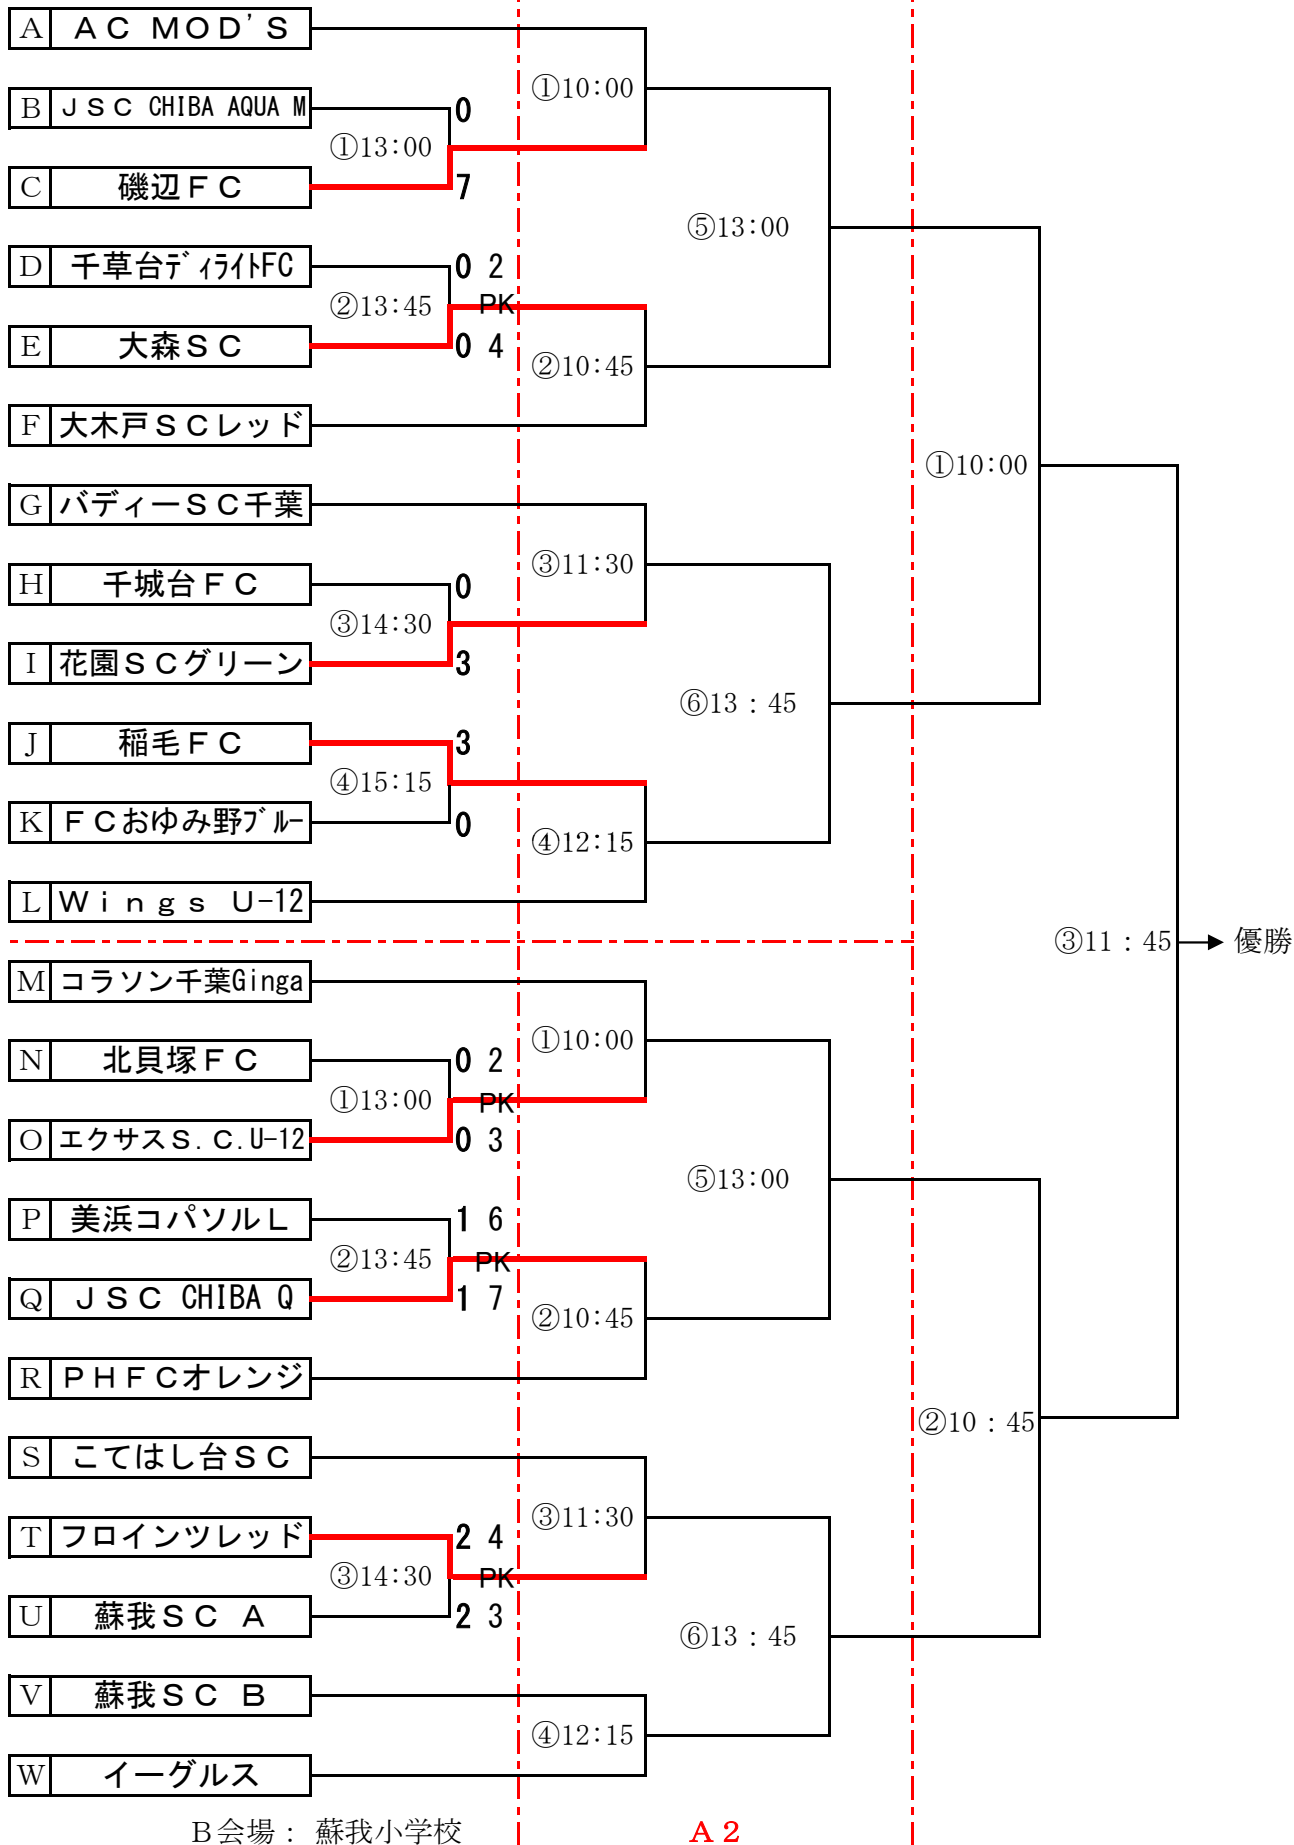 A ＡＣ ＭＯＤ'Ｓ
①10:00
B ＪＳＣ CHIBA AQUA M 0
①13:00
C 磯辺ＦＣ 7
⑤13:00
D 千草台ﾃﾞｨﾗｲﾄFC 0 2
②13:45 PK
E 大森ＳＣ 0 4
②10:45
F 大木戸ＳＣレッド
①10:00
G バディーＳＣ千葉
③11:30
H 千城台ＦＣ 0
③14:30
I 花園ＳＣグリーン 3
⑥13：45
J 稲毛ＦＣ 3
④15:15
K ＦＣおゆみ野ﾌﾞﾙｰ 0
④12:15
L Ｗｉｎｇｓ Ｕ-12
③11：45 優勝
M コラソン千葉Ginga
①10:00
N 北貝塚ＦＣ 0 2
①13:00 PK
O エクサスＳ.Ｃ.U-12 0 3
⑤13:00
P 美浜コパソルＬ 1 6
②13:45 PK
Q ＪＳＣ CHIBA Q 1 7
②10:45
R ＰＨＦＣオレンジ
②10：45
S こてはし台ＳＣ
③11:30
T フロインツレッド 2 4
③14:30 PK
U 蘇我ＳＣ Ａ 2 3
⑥13：45
V 蘇我ＳＣ Ｂ
④12:15
W イーグルス
Ｂ会場： 蘇我小学校 Ａ２